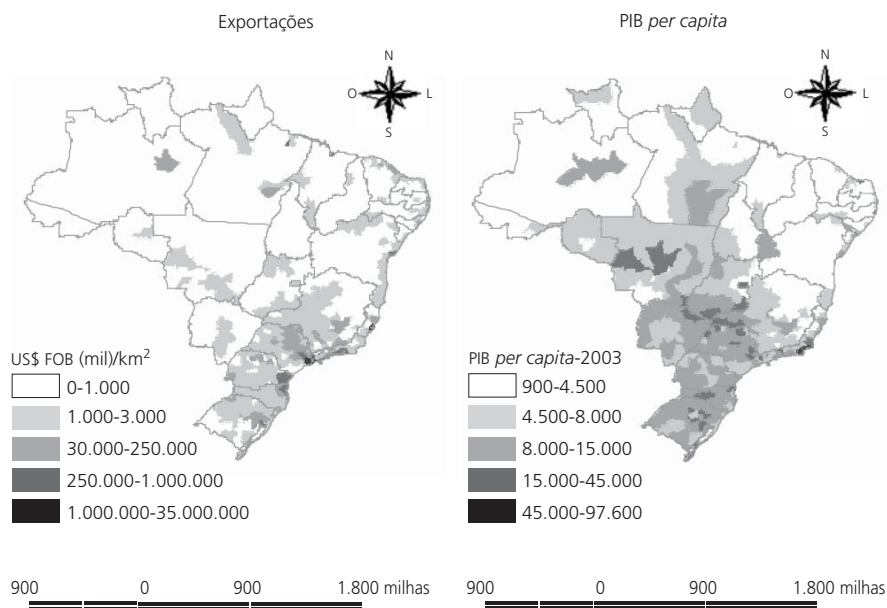 Exportações
N
O L
S
US$ FOB (mil)/km²
0-1.000
1.000-3.000
30.000-250.000
250.000-1.000.000
1.000.000-35.000.000
900 0 900 1.800 milhas
PIB per capita
N
O L
S
PIB per capita-2003
900-4.500
4.500-8.000
8.000-15.000
15.000-45.000
45.000-97.600
900 0 900 1.800 milhas